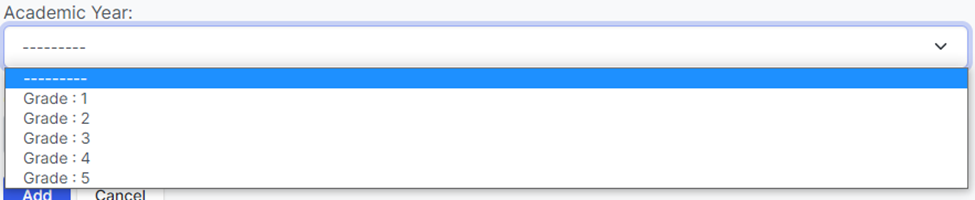 Academic Year:
---------
---------
Grade : 1
Grade : 2
Grade : 3
Grade : 4
Grade : 5
Add Cancel